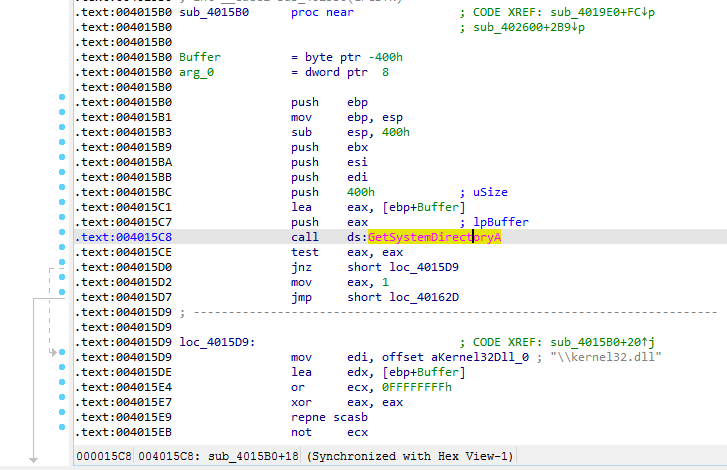 .text:004015B0 sub_4015B0 proc near ; CODE XREF: sub_4019E0+FC↓p
.text:004015B0 ; sub_402600+2B9↓p
.text:004015B0
.text:004015B0 Buffer = byte ptr -400h
.text:004015B0 arg_0 = dword ptr 8
.text:004015B0
.text:004015B0 push ebp
.text:004015B1 mov ebp, esp
.text:004015B3 sub esp, 400h
.text:004015B9 push ebx
.text:004015BA push esi
.text:004015BB push edi
.text:004015BC push 400h ; uSize
.text:004015C1 lea eax, [ebp+Buffer]
.text:004015C7 push eax ; lpBuffer
.text:004015C8 call ds:GetSystemDirectoryA
.text:004015CE test eax, eax
.text:004015D0 jnz short loc_4015D9
.text:004015D2 mov eax, 1
.text:004015D7 jmp short loc_40162D
.text:004015D9 ; ---------------------------------------------------------------------------
.text:004015D9
.text:004015D9 loc_4015D9: ; CODE XREF: sub_4015B0+20↑j
.text:004015D9 mov edi, offset aKernel32Dll_0 ; "\\kernel32.dll"
.text:004015DE lea edx, [ebp+Buffer]
.text:004015E4 or ecx, 0FFFFFFFFh
.text:004015E7 xor eax, eax
.text:004015E9 repne scasb
.text:004015EB not ecx
000015C8 004015C8: sub_4015B0+18 (Synchronized with Hex View-1)